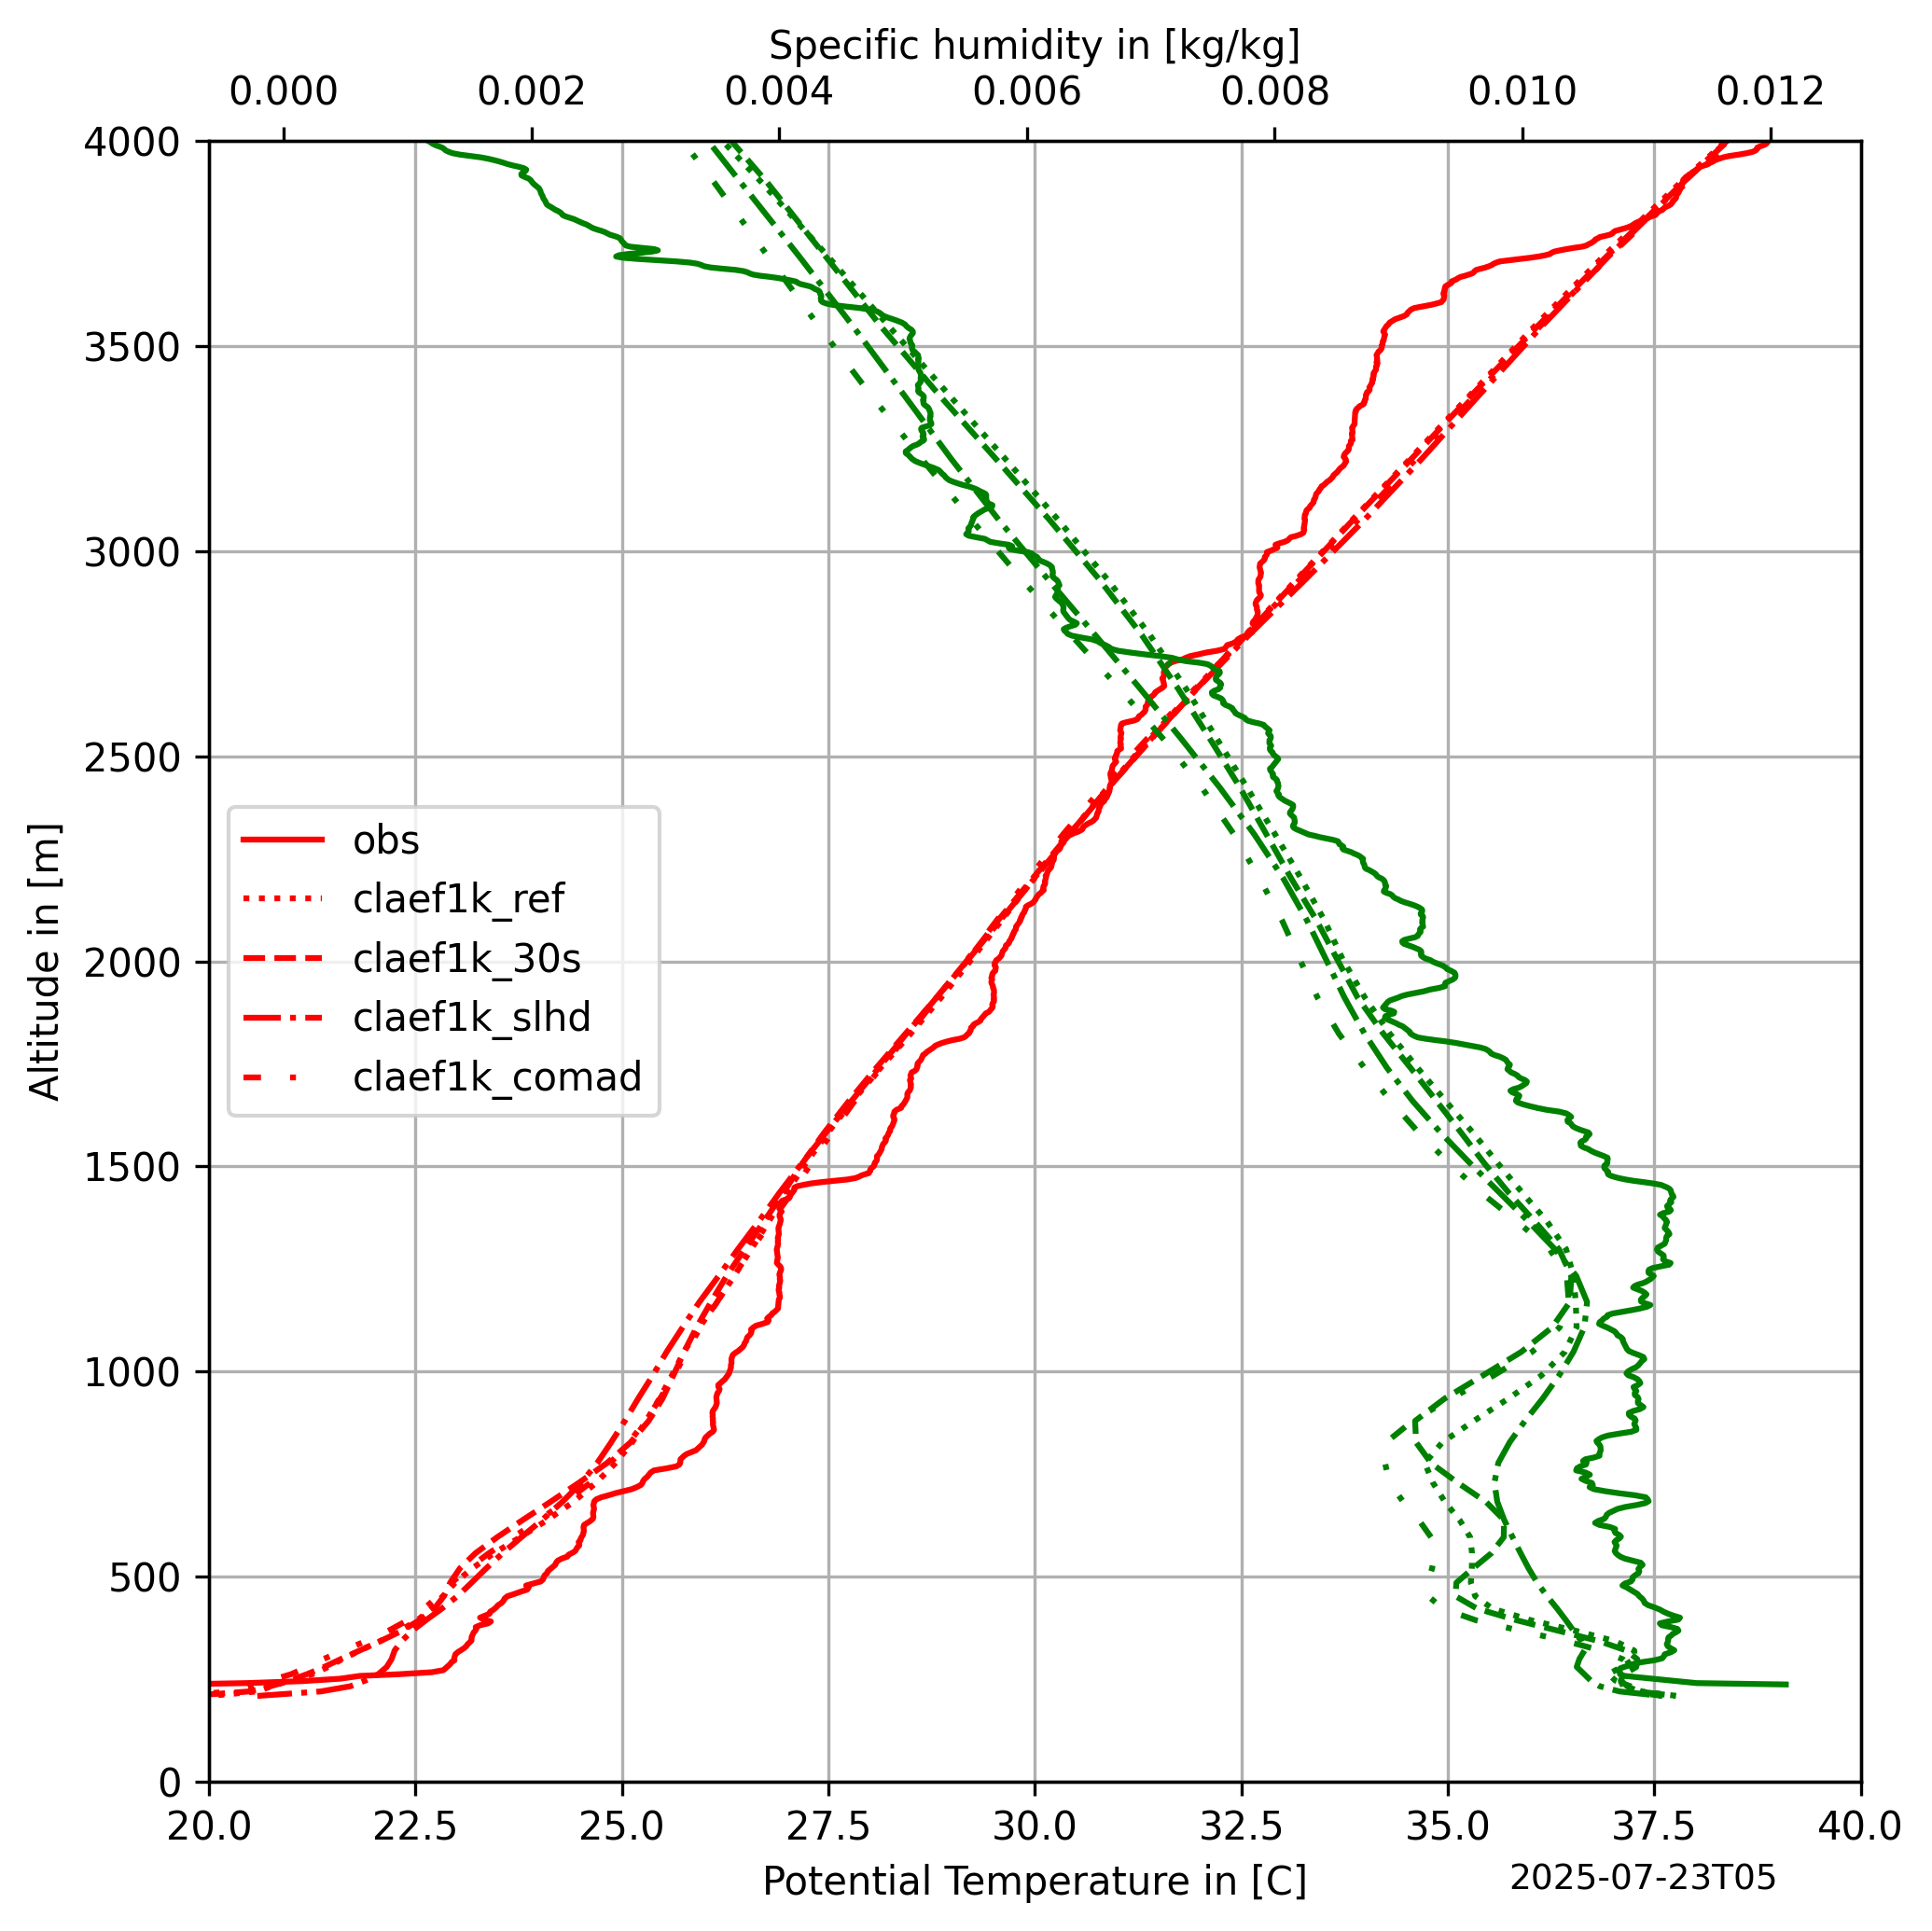 Specific humidity in [kg/kg]
0.000 0.002 0.004 0.006 0.008 0.010 0.012
4000
3500
3000
2500
2000
1500
1000
500
0
Altitude in [m]
obs
claef1k_ref
claef1k_30s
claef1k_slhd
claef1k_comad
20.0 22.5 25.0 27.5 30.0 32.5 35.0 37.5 40.0
Potential Temperature in [C]
2025-07-23T05